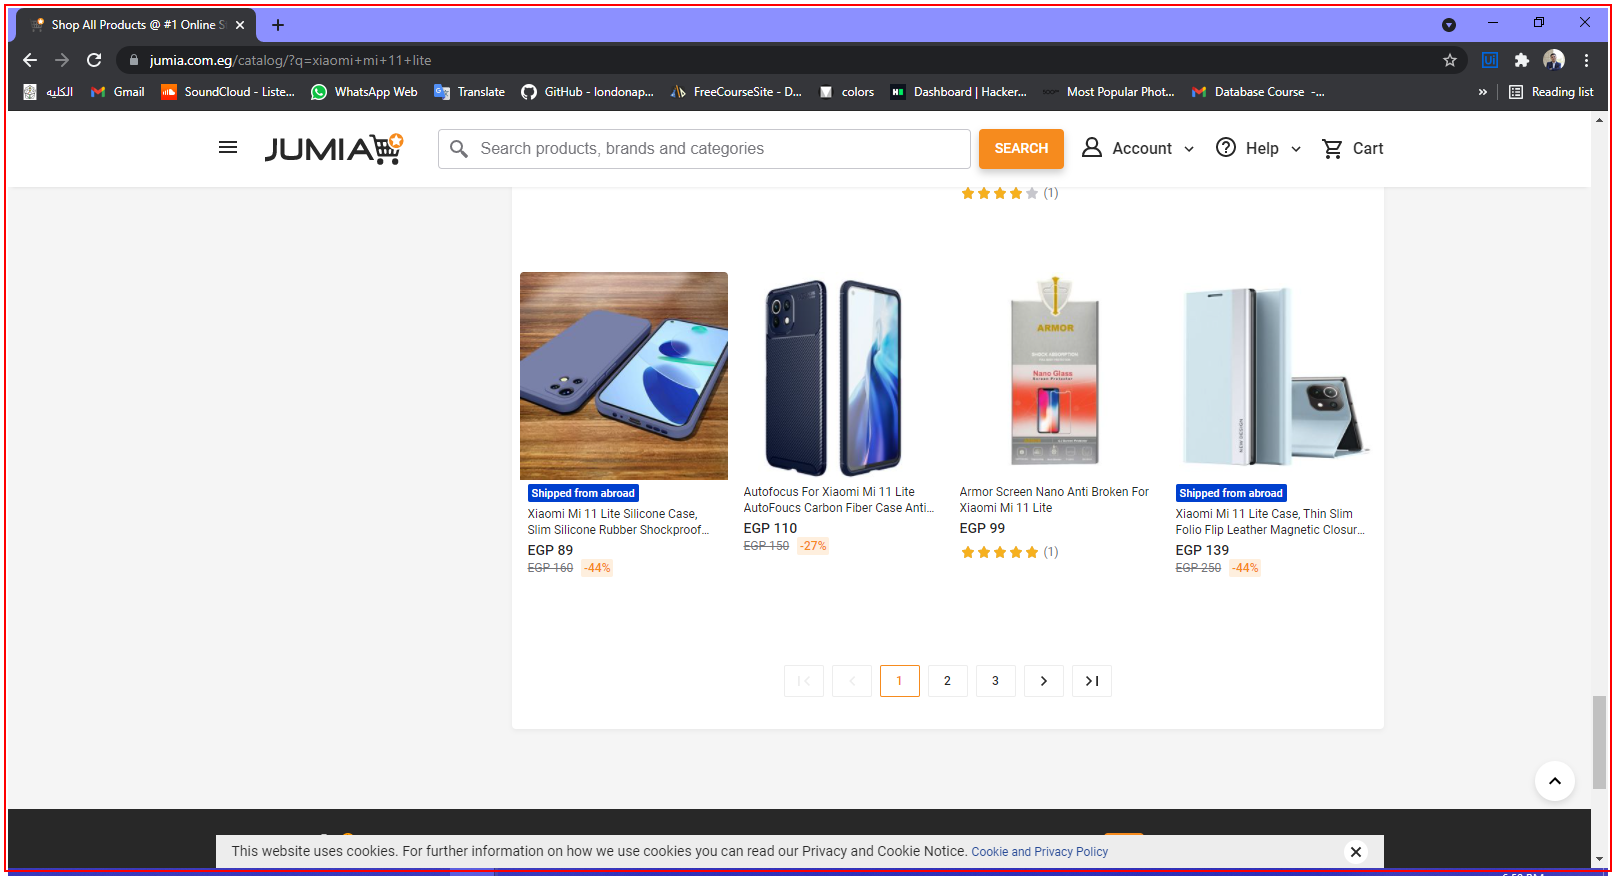 Shop All Products @ #1 Online S
jumia.com.eg/catalog/?q=xiaomi+mi+11+lite
الكليه
Gmail
SoundCloud - Liste...
WhatsApp Web
Translate
GitHub - londonap...
FreeCourseSite - D...
colors
Dashboard | Hacker...
Most Popular Phot...
Database Course -...
»
Reading list
JUMIA
Search products, brands and categories
SEARCH
Account
Help
Cart
(1)
ARMOR
SHOCK ABSORPTION
Nano Glass
Screen Protector
NEW DESIGN
Shipped from abroad
Xiaomi Mi 11 Lite Silicone Case,
Slim Silicone Rubber Shockproof...
EGP 89
EGP 160 -44%
Autofocus For Xiaomi Mi 11 Lite
AutoFoucs Carbon Fiber Case Anti...
EGP 110
EGP 150 -27%
Armor Screen Nano Anti Broken For
Xiaomi Mi 11 Lite
EGP 99
(1)
Shipped from abroad
Xiaomi Mi 11 Lite Case, Thin Slim
Folio Flip Leather Magnetic Closur...
EGP 139
EGP 250 -44%
1 2 3
This website uses cookies. For further information on how we use cookies you can read our Privacy and Cookie Notice. Cookie and Privacy Policy